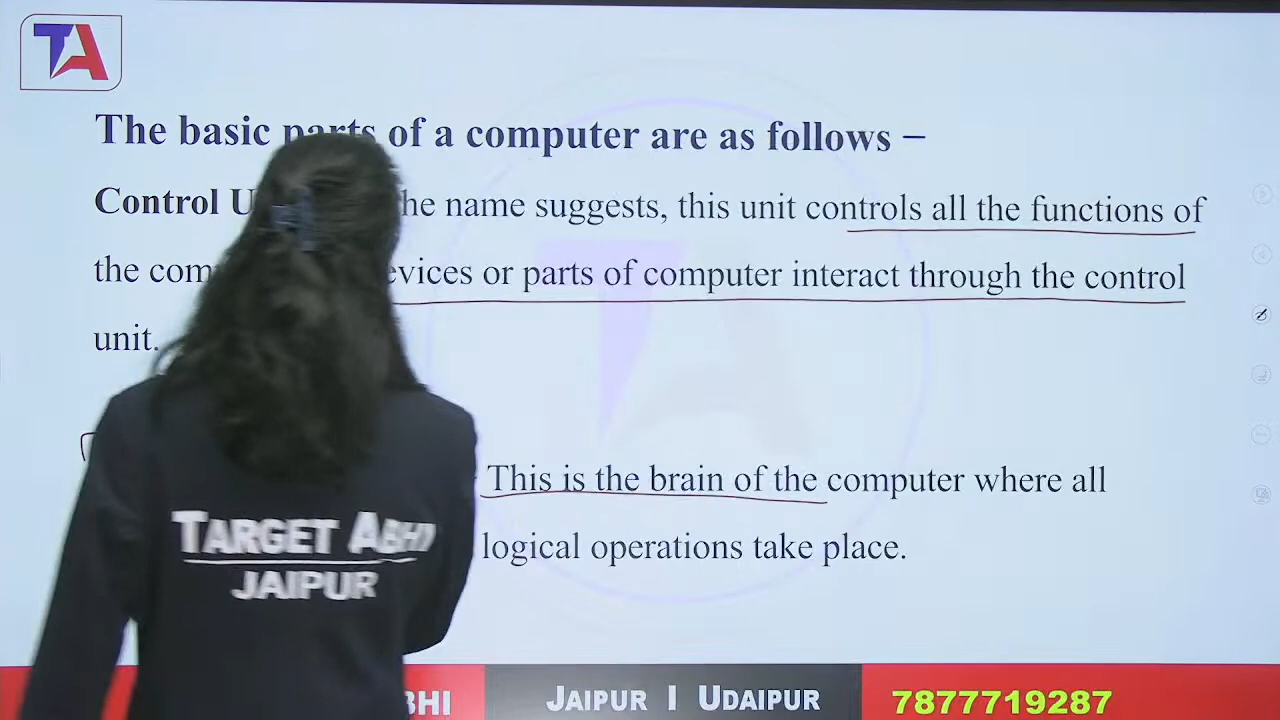 TA
The basic parts of a computer are as follows –
Control U he name suggests, this unit controls all the functions of
the com evices or parts of computer interact through the control
unit.
This is the brain of the computer where all
logical operations take place.
TARGET ABHI
JAIPUR
BHI JAIPUR | UDAIPUR 7877719287